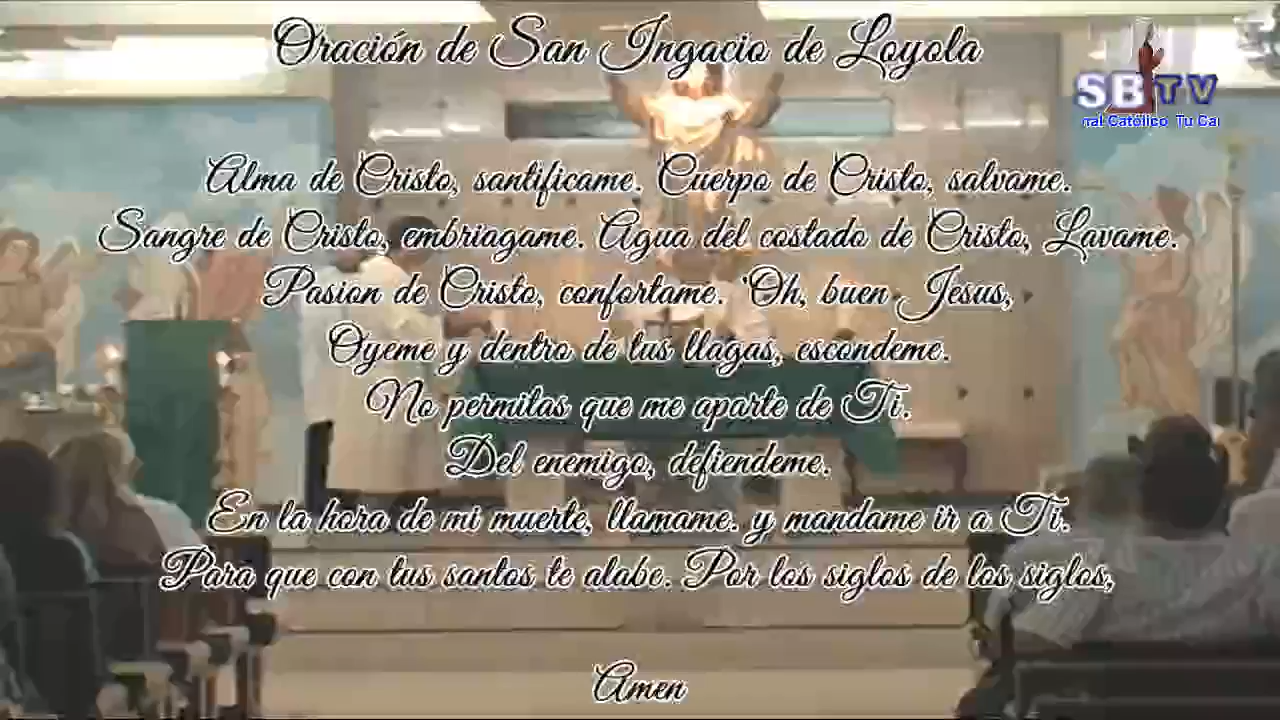 Oración de San Ingacio de Loyola
SBTV
ral Católico Tu Ca
Alma de Cristo, santificame. Cuerpo de Cristo, salvame.
Sangre de Cristo, embriagame. Agua del costado de Cristo, Lavame.
Pasion de Cristo, confortame. 'Oh, buen Jesus,
Oyeme y dentro de tus llagas, escondeme.
No permitas que me aparte de Ti.
Del enemigo, defiendeme.
En la hora de mi muerte, llamame. y mandame ir a Ti.
Para que con tus santos te alabe. Por los siglos de los siglos,
Amen